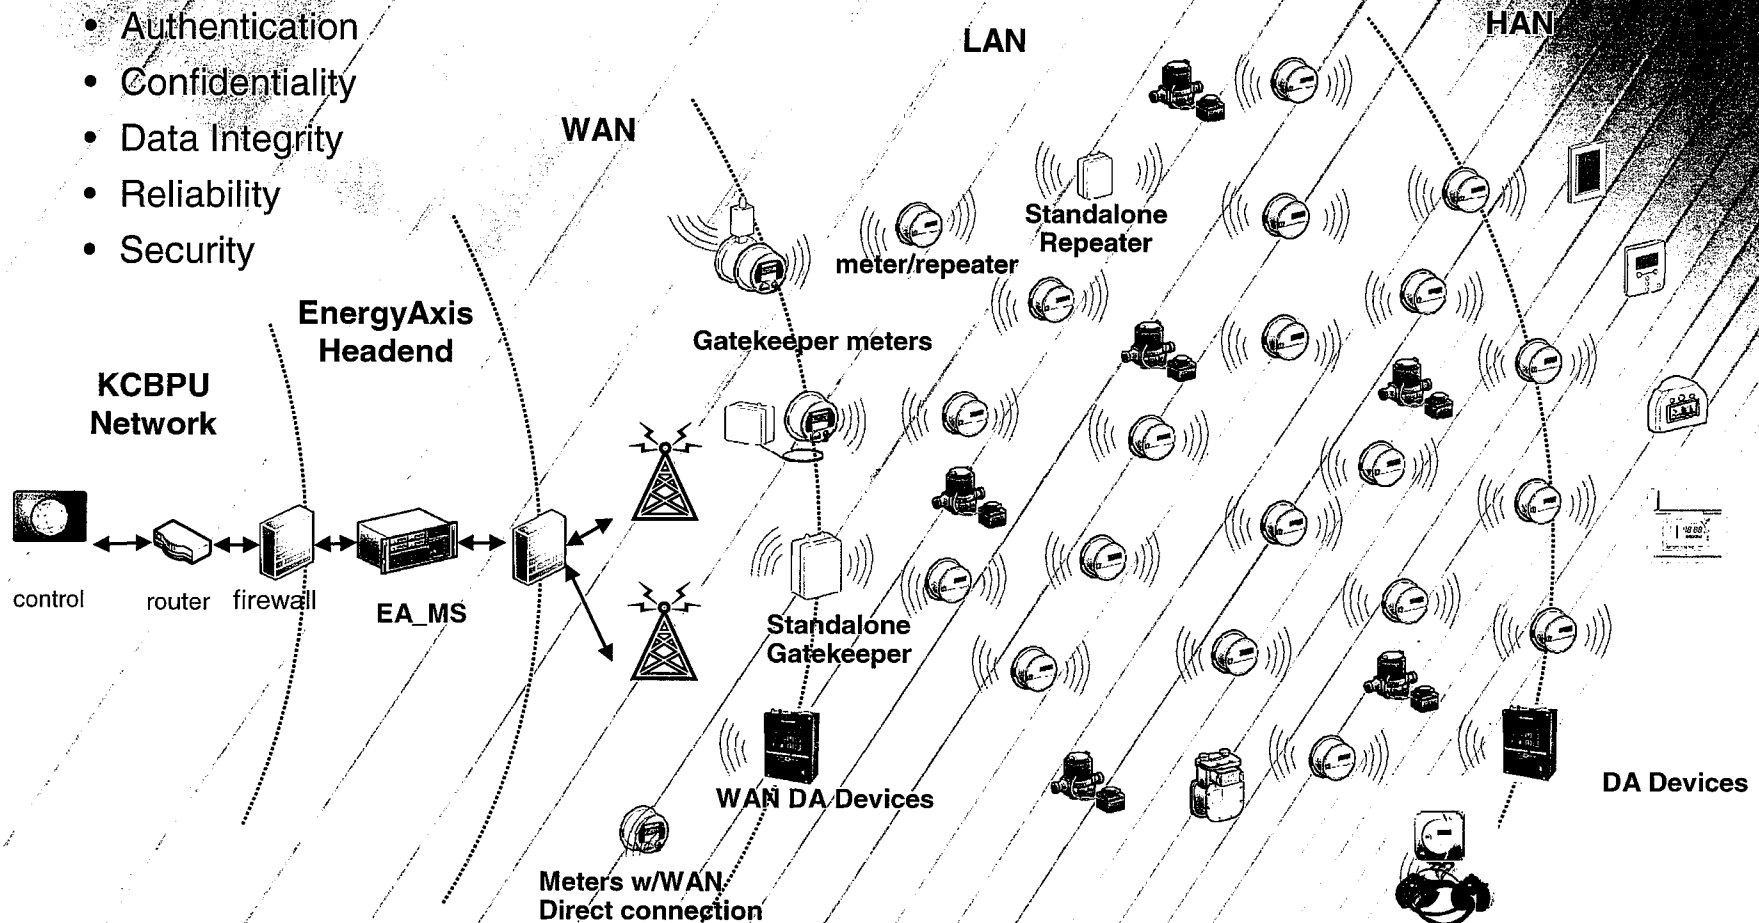 • Authentication
• Confidentiality
• Data Integrity
• Reliability
• Security
LAN
HAN
WAN
Standalone
Repeater
meter/repeater
EnergyAxis
Headend
Gatekeeper meters
KCBPU
Network
control
router
firewall
EA_MS
Standalone
Gatekeeper
WAN DA Devices
DA Devices
Meters w/WAN
Direct connection